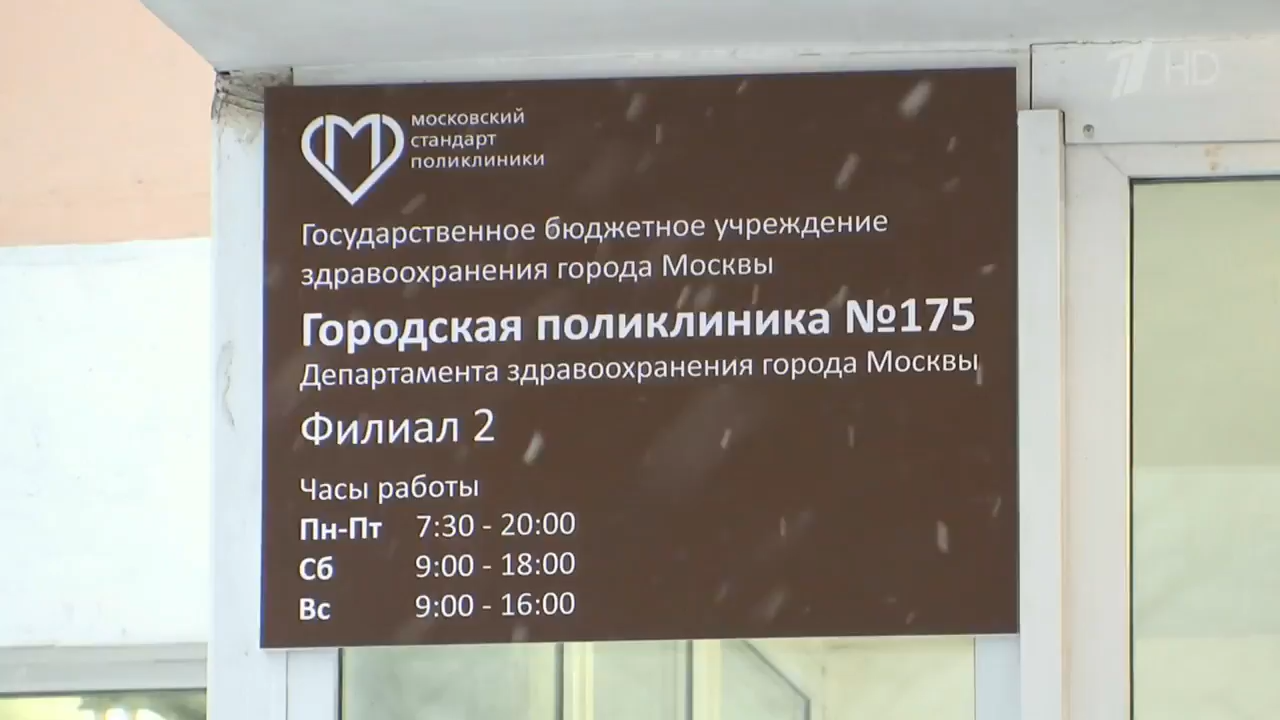 московский
стандарт
поликлиники
Государственное бюджетное учреждение
здравоохранения города Москвы
Городская поликлиника №175
Департамента здравоохранения города Москвы
Филиал 2
Часы работы
Пн-Пт 7:30 - 20:00
Сб 9:00 - 18:00
Вс 9:00 - 16:00
1 HD